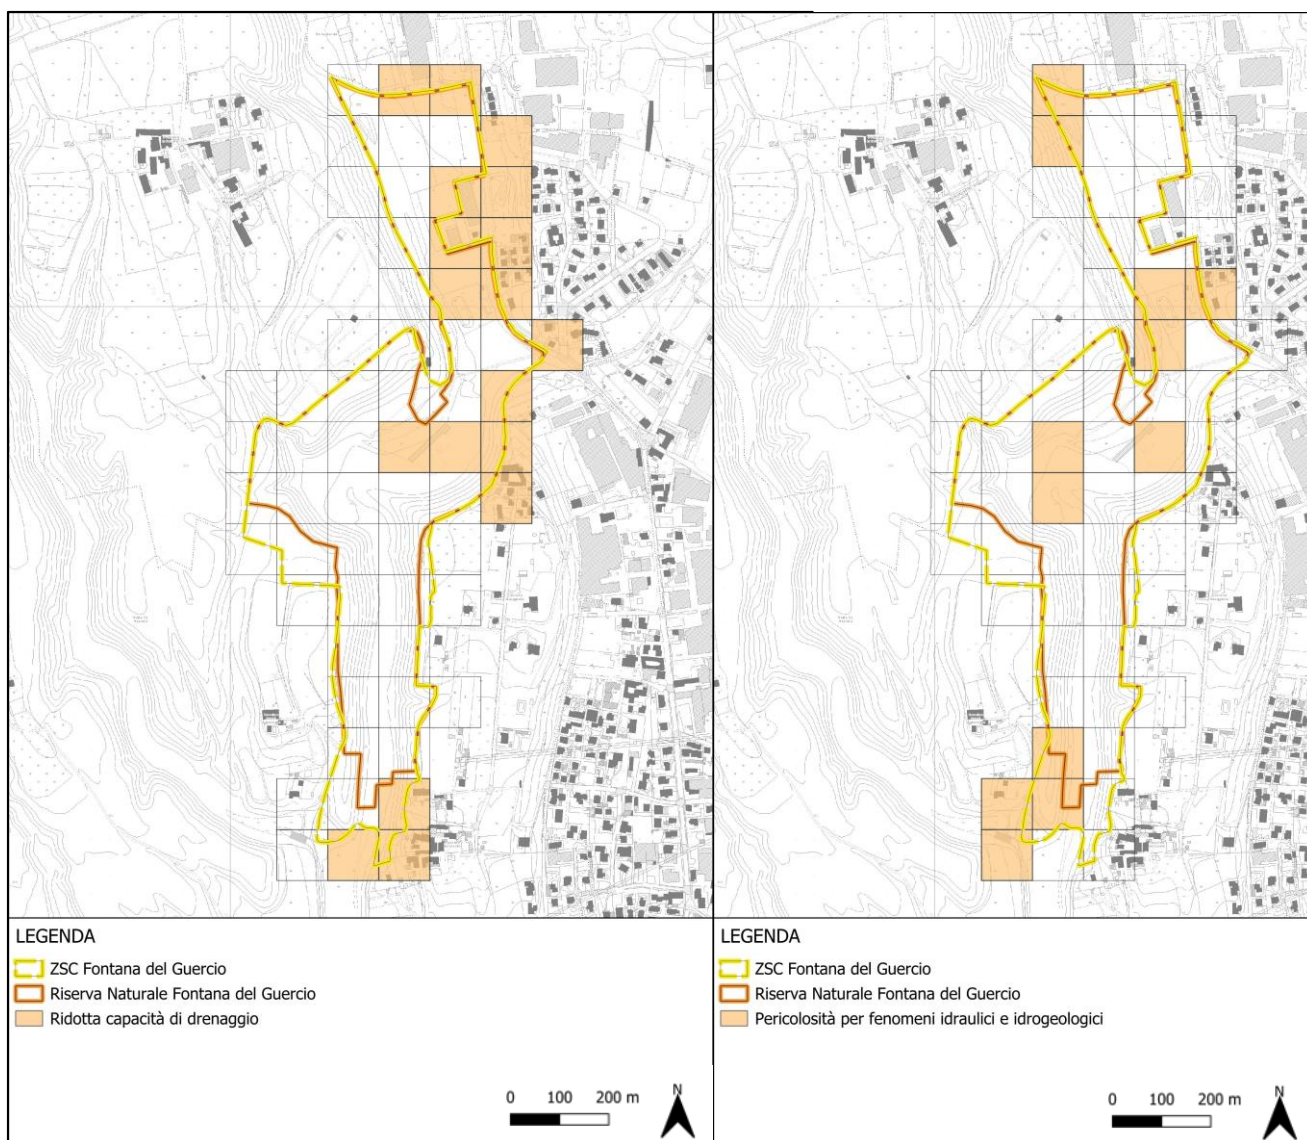 LEGENDA
ZSC Fontana del Guercio
Riserva Naturale Fontana del Guercio
Ridotta capacità di drenaggio
0 100 200 m
N
LEGENDA
ZSC Fontana del Guercio
Riserva Naturale Fontana del Guercio
Pericolosità per fenomeni idraulici e idrogeologici
0 100 200 m
N